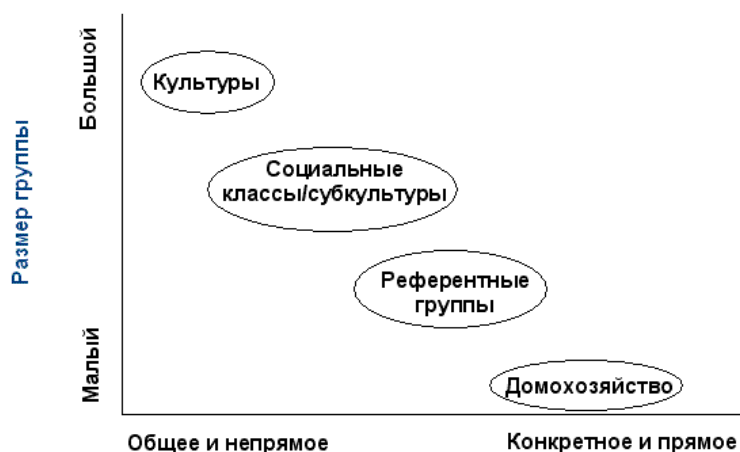 Размер группы
Большой
Малый
Культуры
Социальные
классы/субкультуры
Референтные
группы
Домохозяйство
Общее и непрямое
Конкретное и прямое